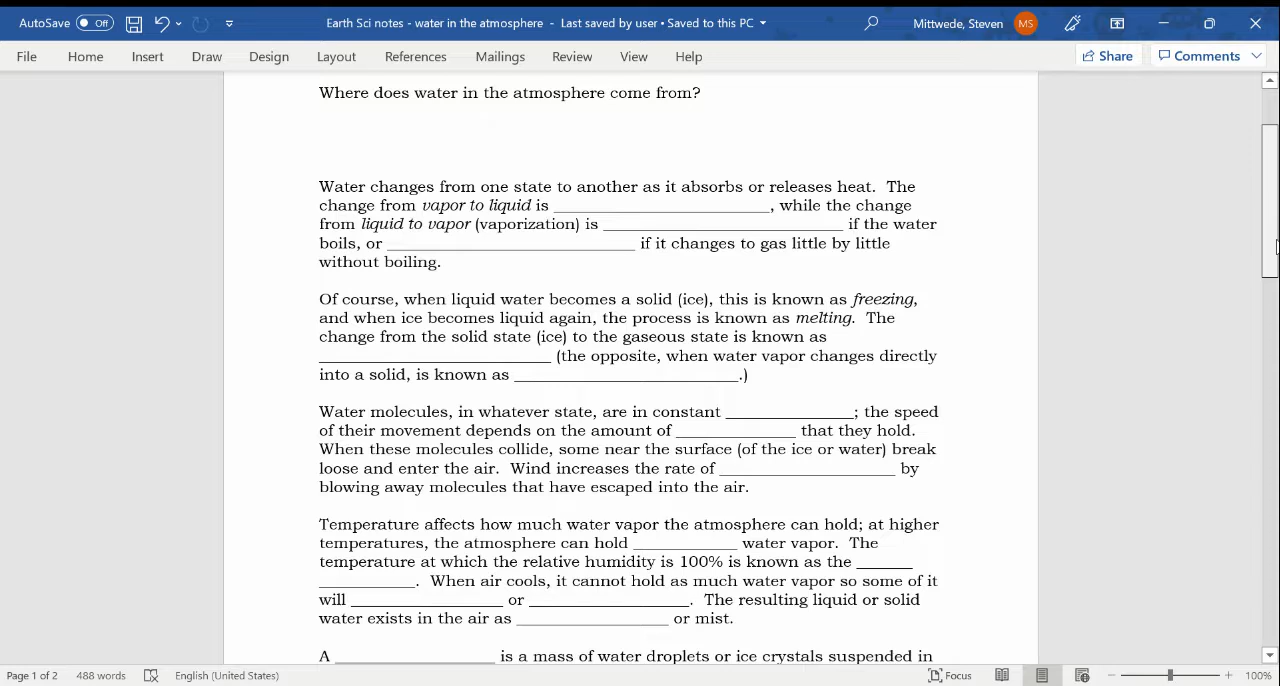 AutoSave Off Earth Sci notes - water in the atmosphere - Last saved by user • Saved to this PC Mittwede, Steven MS
File Home Insert Draw Design Layout References Mailings Review View Help Share Comments
Where does water in the atmosphere come from?
Water changes from one state to another as it absorbs or releases heat. The
change from vapor to liquid is ________________________, while the change
from liquid to vapor (vaporization) is ___________________________ if the water
boils, or ____________________________ if it changes to gas little by little
without boiling.
Of course, when liquid water becomes a solid (ice), this is known as freezing,
and when ice becomes liquid again, the process is known as melting. The
change from the solid state (ice) to the gaseous state is known as
__________________________ (the opposite, when water vapor changes directly
into a solid, is known as _________________________.)
Water molecules, in whatever state, are in constant ______________; the speed
of their movement depends on the amount of _____________ that they hold.
When these molecules collide, some near the surface (of the ice or water) break
loose and enter the air. Wind increases the rate of ____________________ by
blowing away molecules that have escaped into the air.
Temperature affects how much water vapor the atmosphere can hold; at higher
temperatures, the atmosphere can hold ____________ water vapor. The
temperature at which the relative humidity is 100% is known as the ______
___________. When air cools, it cannot hold as much water vapor so some of it
will _________________ or __________________. The resulting liquid or solid
water exists in the air as _________________ or mist.
A __________________ is a mass of water droplets or ice crystals suspended in
Page 1 of 2 488 words English (United States) Focus 100%